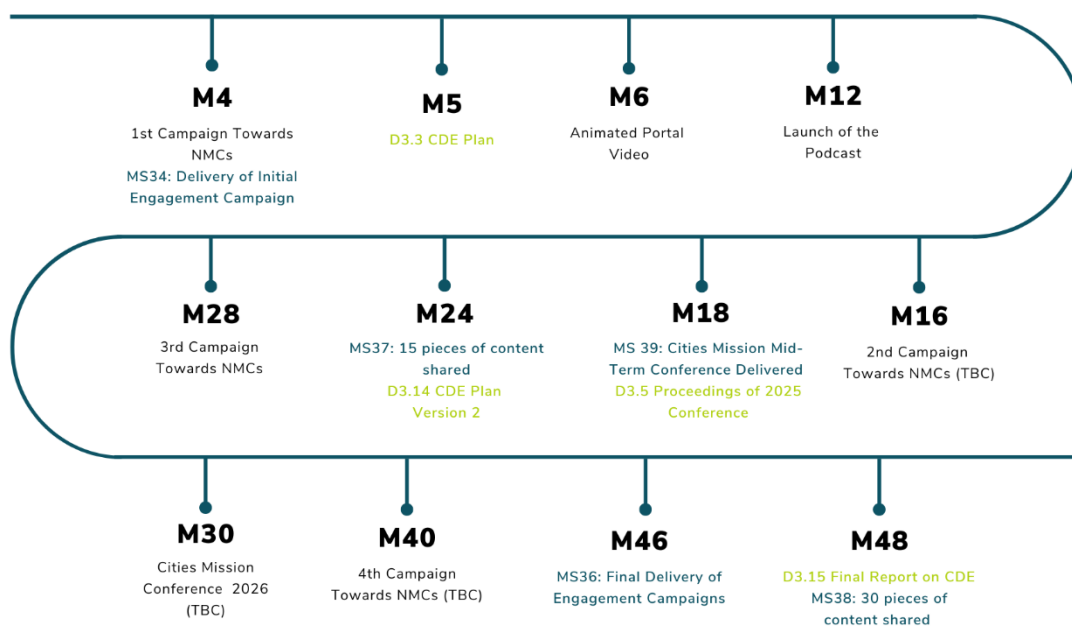 M4
1st Campaign Towards
NMCs
MS34: Delivery of Initial
Engagement Campaign
M5
D3.3 CDE Plan
M6
Animated Portal
Video
M12
Launch of the
Podcast
M28
3rd Campaign
Towards NMCs
M24
MS37: 15 pieces of content
shared
D3.14 CDE Plan
Version 2
M18
MS 39: Cities Mission Mid-
Term Conference Delivered
D3.5 Proceedings of 2025
Conference
M16
2nd Campaign
Towards NMCs (TBC)
M30
Cities Mission
Conference 2026
(TBC)
M40
4th Campaign
Towards NMCs (TBC)
M46
MS36: Final Delivery of
Engagement Campaigns
M48
D3.15 Final Report on CDE
MS38: 30 pieces of
content shared